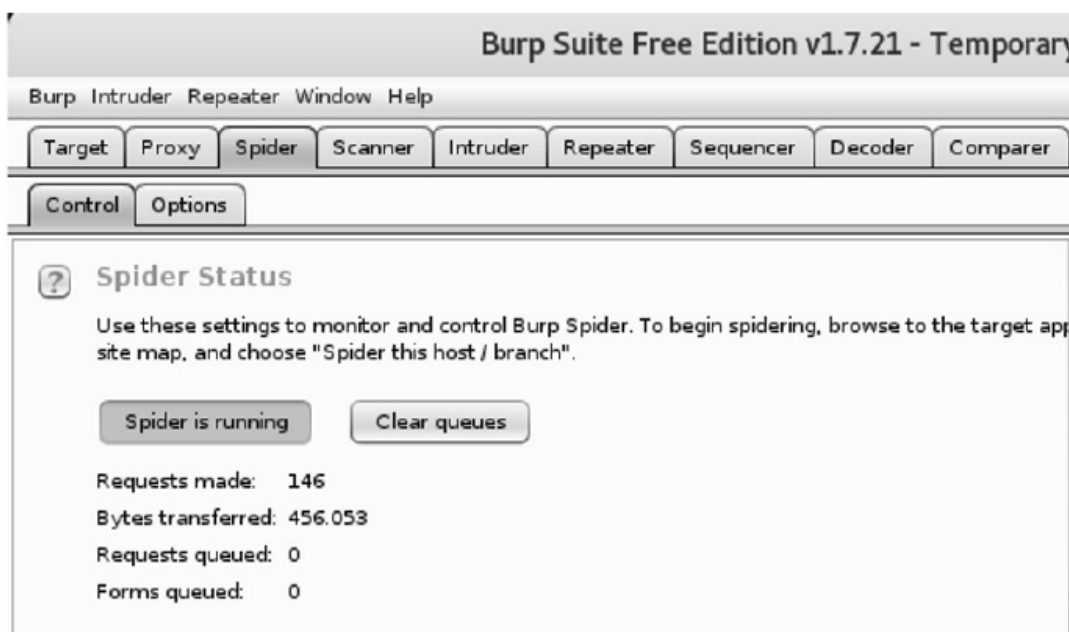 Burp Suite Free Edition v1.7.21 - Temporary
Burp Intruder Repeater Window Help
Target Proxy Spider Scanner Intruder Repeater Sequencer Decoder Comparer
Control Options
? Spider Status
Use these settings to monitor and control Burp Spider. To begin spidering, browse to the target app
site map, and choose "Spider this host / branch".
Spider is running Clear queues
Requests made: 146
Bytes transferred: 456.053
Requests queued: 0
Forms queued: 0